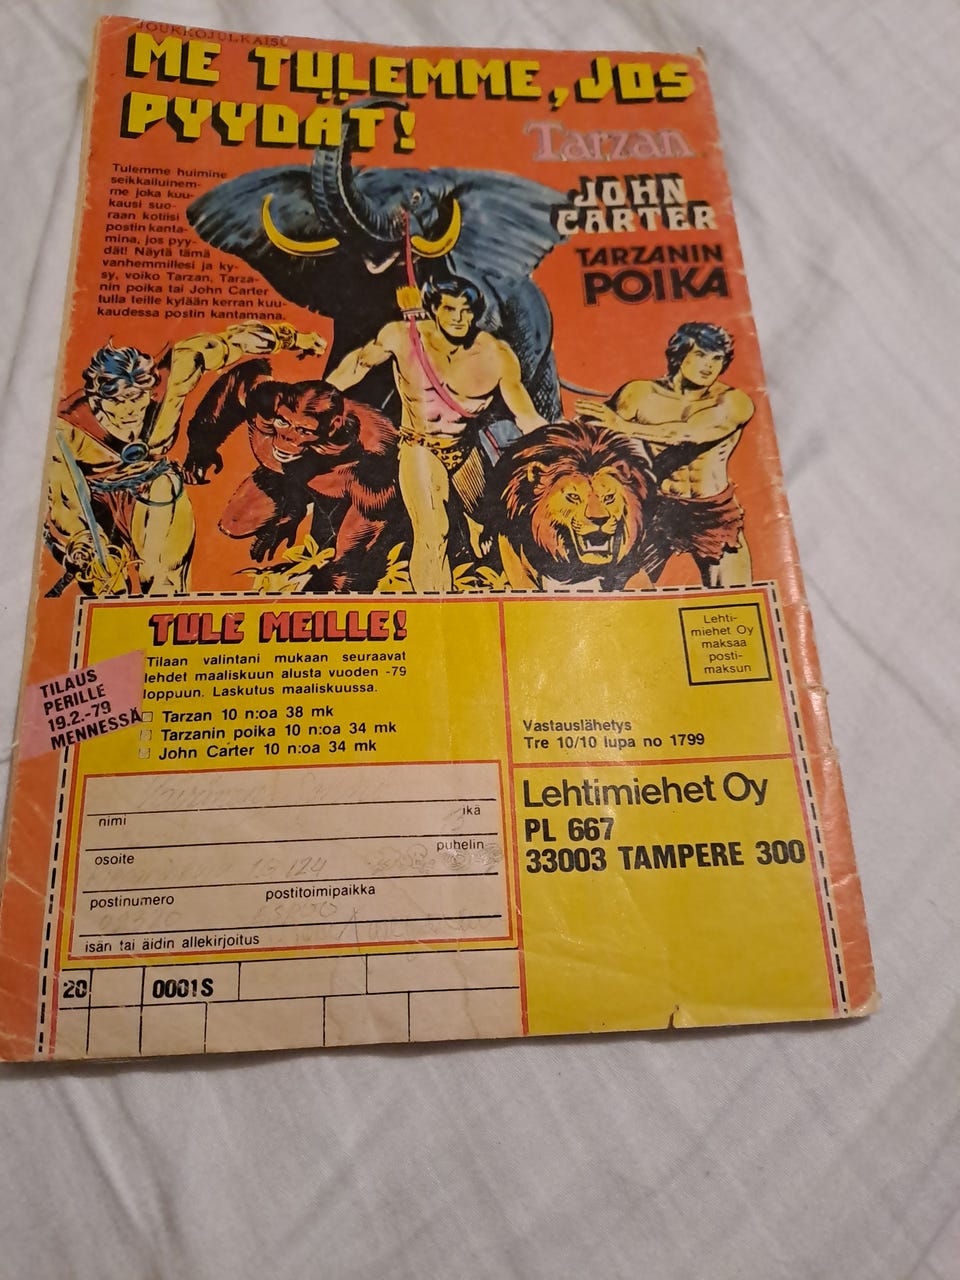 JOUKKOJULKAISU
ME TULEMME, JOS
PYYDÄT!
Tarzan
JOHN
CARTER
TARZANIN
POIKA
Tulemme huimine
seikkailuinem-
me joka kuu-
kausi suo-
raan kotiisi
postin kanta-
mina, jos pyy-
dät! Näytä tämä
vanhemmillesi ja ky-
sy, voiko Tarzan, Tarza-
nin poika tai John Carter
tulla teille kylään kerran kuu-
kaudessa postin kantamana.
TULE MEILLE!
Tilaan valintani mukaan seuraavat
lehdet maaliskuun alusta vuoden -79
loppuun. Laskutus maaliskuussa.
TILAUS
PERILLE
19.2.-79
MENNESSÄ
Tarzan 10 n:oa 38 mk
Tarzanin poika 10 n:oa 34 mk
John Carter 10 n:oa 34 mk
nimi
ikä
osoite
puhelin
postinumero
postitoimipaikka
ESPOO
isän tai äidin allekirjoitus
20
0001S
Lehti-
miehet Oy
maksaa
posti-
maksun
Vastauslähetys
Tre 10/10 lupa no 1799
Lehtimiehet Oy
PL 667
33003 TAMPERE 300